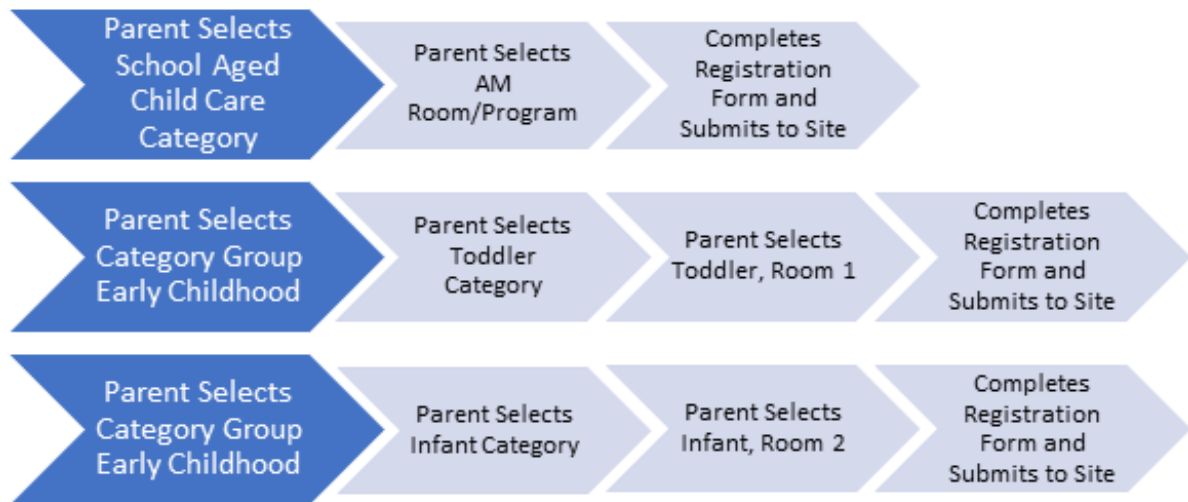 Parent Selects
School Aged
Child Care
Category
Parent Selects
AM
Room/Program
Completes
Registration
Form and
Submits to Site
Parent Selects
Category Group
Early Childhood
Parent Selects
Toddler
Category
Parent Selects
Toddler, Room 1
Completes
Registration
Form and
Submits to Site
Parent Selects
Category Group
Early Childhood
Parent Selects
Infant Category
Parent Selects
Infant, Room 2
Completes
Registration
Form and
Submits to Site